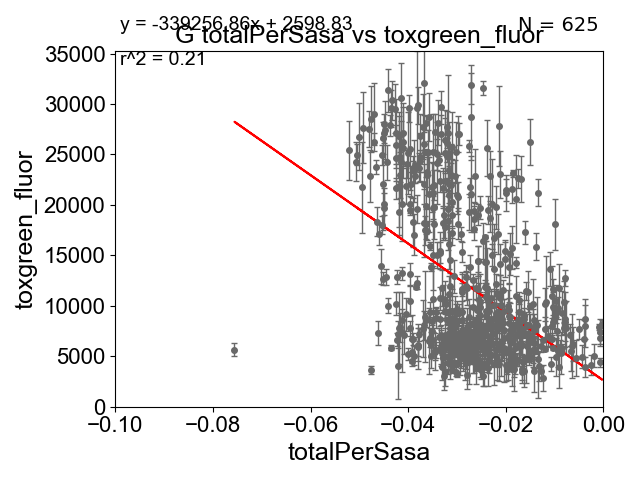 y = -339256.86x + 2598.83
N = 625
G totalPerSasa vs toxgreen_fluor
r^2 = 0.21
toxgreen_fluor
35000
30000
25000
20000
15000
10000
5000
0
−0.10
−0.08
−0.06
−0.04
−0.02
0.00
totalPerSasa